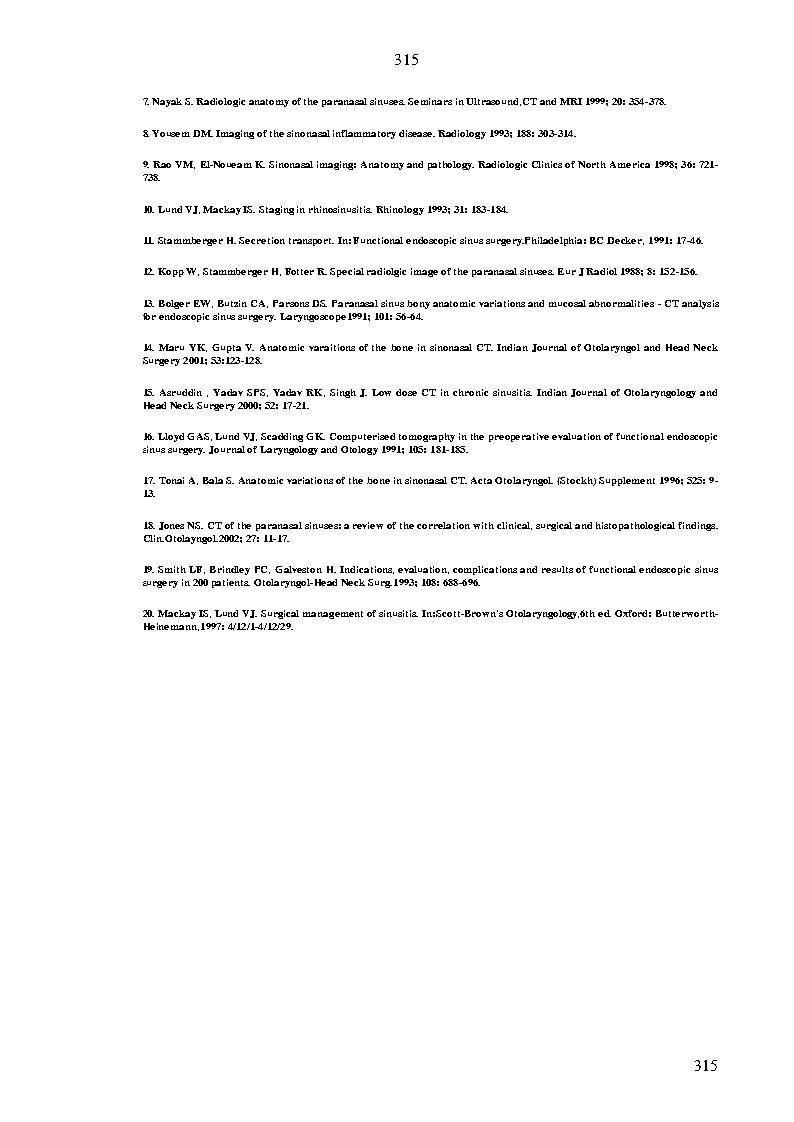 315
7. Nayak S. Radiologic anatomy of the paranasal sinuses. Seminars in Ultrasound,CT and MRI 1999; 20: 354-378.
8. Yousem DM. Imaging of the sinonasal inflammatory disease. Radiology 1993; 188: 303-314.
9. Rao VM, El-Noueam K. Sinonasal imaging: Anatomy and pathology. Radiologic Clinics of North America 1998; 36: 721-
738.
10. Lund VJ, Mackay IS. Staging in rhinosinusitis. Rhinology 1993; 31: 183-184.
11. Stammberger H. Secretion transport. In:Functional endoscopic sinus surgery.Philadelphia: BC Decker, 1991: 17-46.
12. Kopp W, Stammberger H, Fotter R. Special radiolgic image of the paranasal sinuses. Eur J Radiol 1988; 8: 152-156.
13. Bolger EW, Butzin CA, Parsons DS. Paranasal sinus bony anatomic variations and mucosal abnormalities - CT analysis
for endoscopic sinus surgery. Laryngoscope1991; 101: 56-64.
14. Maru YK, Gupta V. Anatomic varaitions of the bone in sinonasal CT. Indian Journal of Otolaryngol and Head Neck
Surgery 2001; 53:123-128.
15. Asruddin , Yadav SPS, Yadav RK, Singh J. Low dose CT in chronic sinusitis. Indian Journal of Otolaryngology and
Head Neck Surgery 2000; 52: 17-21.
16. Lloyd GAS, Lund VJ, Scadding GK. Computerised tomography in the preoperative evaluation of functional endoscopic
sinus surgery. Journal of Laryngology and Otology 1991; 105: 181-185.
17. Tonai A, Bala S. Anatomic variations of the bone in sinonasal CT. Acta Otolaryngol. (Stockh) Supplement 1996; 525: 9-
13.
18. Jones NS. CT of the paranasal sinuses: a review of the correlation with clinical, surgical and histopathological findings.
Clin.Otolayngol.2002; 27: 11-17.
19. Smith LF, Brindley PC, Galveston H. Indications, evaluation, complications and results of functional endoscopic sinus
surgery in 200 patients. Otolaryngol-Head Neck Surg.1993; 108: 688-696.
20. Mackay IS, Lund VJ. Surgical management of sinusitis. In:Scott-Brown's Otolaryngology,6th ed. Oxford: Butterworth-
Heinemann,1997: 4/12/1-4/12/29.
315